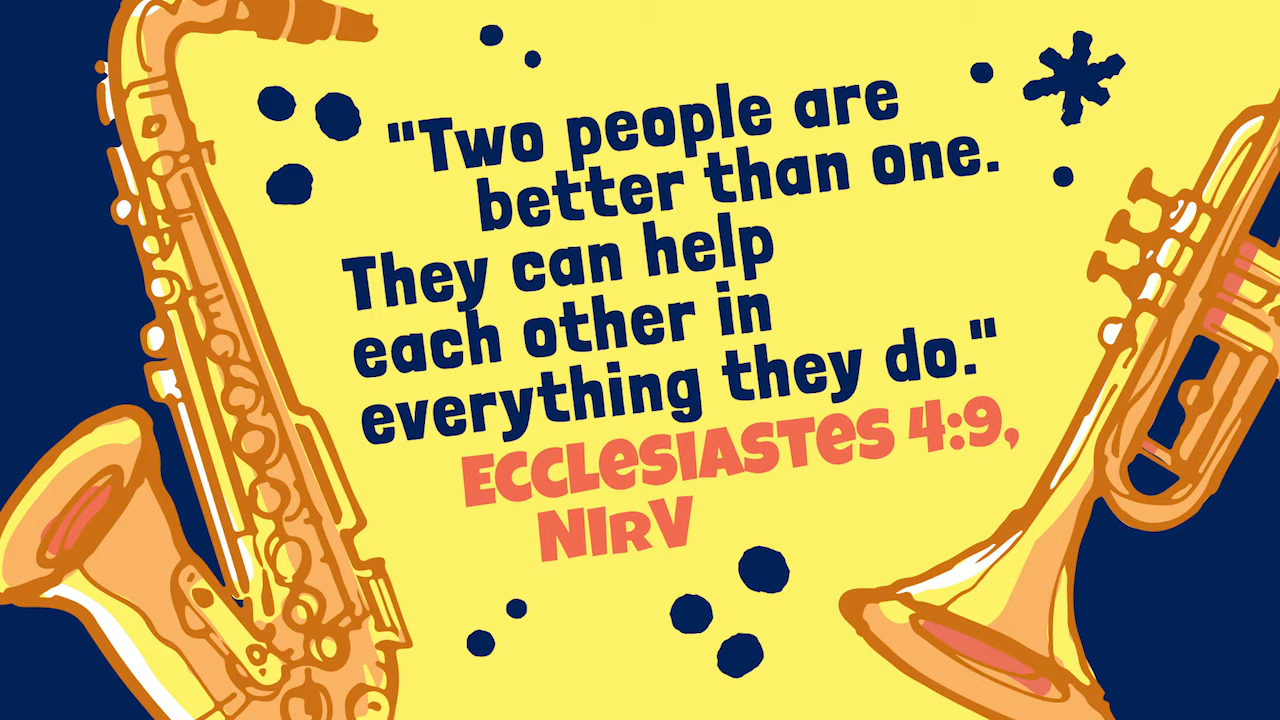 "Two people are
better than one.
They can help
each other in
everything they do."
Ecclesiastes 4:9,
NIrV